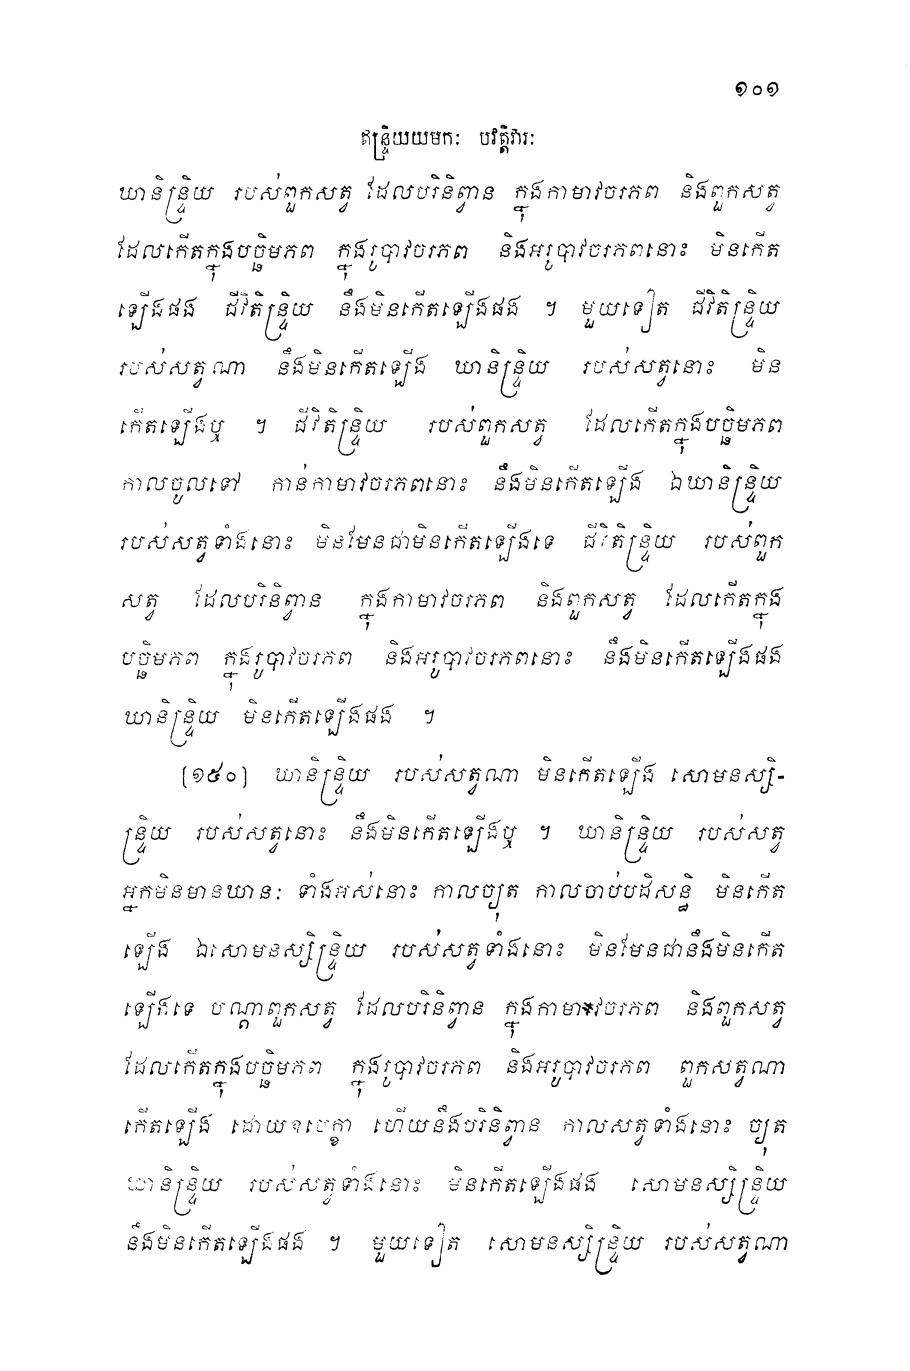 ១០១
ឥន្ទ្រិយយមកៈ បវត្តិវារៈ
ឃានិន្ទ្រិយ របស់ពួកសត្វ ដែលបរិនិព្វាន ក្នុងកាមាវចរភព និងពួកសត្វ
ដែលកើតក្នុងបច្ឆិមភព ក្នុងរូបាវចរភព និងអរូបាវចរភពនោះ មិនកើត
ឡើងផង ជីវិតិន្ទ្រិយ នឹងមិនកើតឡើងផង ។ មួយទៀត ជីវិតិន្ទ្រិយ
របស់សត្វណា នឹងមិនកើតឡើង ឃានិន្ទ្រិយ របស់សត្វនោះ មិន
កើតឡើងឬ ។ ជីវិតិន្ទ្រិយ របស់ពួកសត្វ ដែលកើតក្នុងបច្ឆិមភព
កាលចូលទៅ កាន់កាមាវចរភពនោះ នឹងមិនកើតឡើង ឯឃានិន្ទ្រិយ
របស់សត្វទាំងនោះ មិនមែនជាមិនកើតឡើងទេ ជីវិតិន្ទ្រិយ របស់ពួក
សត្វ ដែលបរិនិព្វាន ក្នុងកាមាវចរភព និងពួកសត្វ ដែលកើតក្នុង
បច្ឆិមភព ក្នុងរូបាវចរភព និងអរូបាវចរភពនោះ នឹងមិនកើតឡើងផង
ឃានិន្ទ្រិយ មិនកើតឡើងផង ។
[១៥០] ឃានិន្ទ្រិយ របស់សត្វណា មិនកើតឡើង សោមនស្សិ-
ន្ទ្រិយ របស់សត្វនោះ នឹងមិនកើតឡើងឬ ។ ឃានិន្ទ្រិយ របស់សត្វ
អ្នកមិនមានឃានៈ ទាំងអស់នោះ កាលច្យុត កាលចាប់បដិសន្ធិ មិនកើត
ឡើង ឯសោមនស្សិន្ទ្រិយ របស់សត្វទាំងនោះ មិនមែនជានឹងមិនកើត
ឡើងទេ បណ្តាពួកសត្វ ដែលបរិនិព្វាន ក្នុងកាមាវចរភព និងពួកសត្វ
ដែលកើតក្នុងបច្ឆិមភព ក្នុងរូបាវចរភព និងអរូបាវចរភព ពួកសត្វណា
កើតឡើង ដោយឧបេក្ខា ហើយនឹងបរិនិព្វាន កាលសត្វទាំងនោះ ច្យុត
ឃានិន្ទ្រិយ របស់សត្វទាំងនោះ មិនកើតឡើងផង សោមនស្សិន្ទ្រិយ
នឹងមិនកើតឡើងផង ។ មួយទៀត សោមនស្សិន្ទ្រិយ របស់សត្វណា